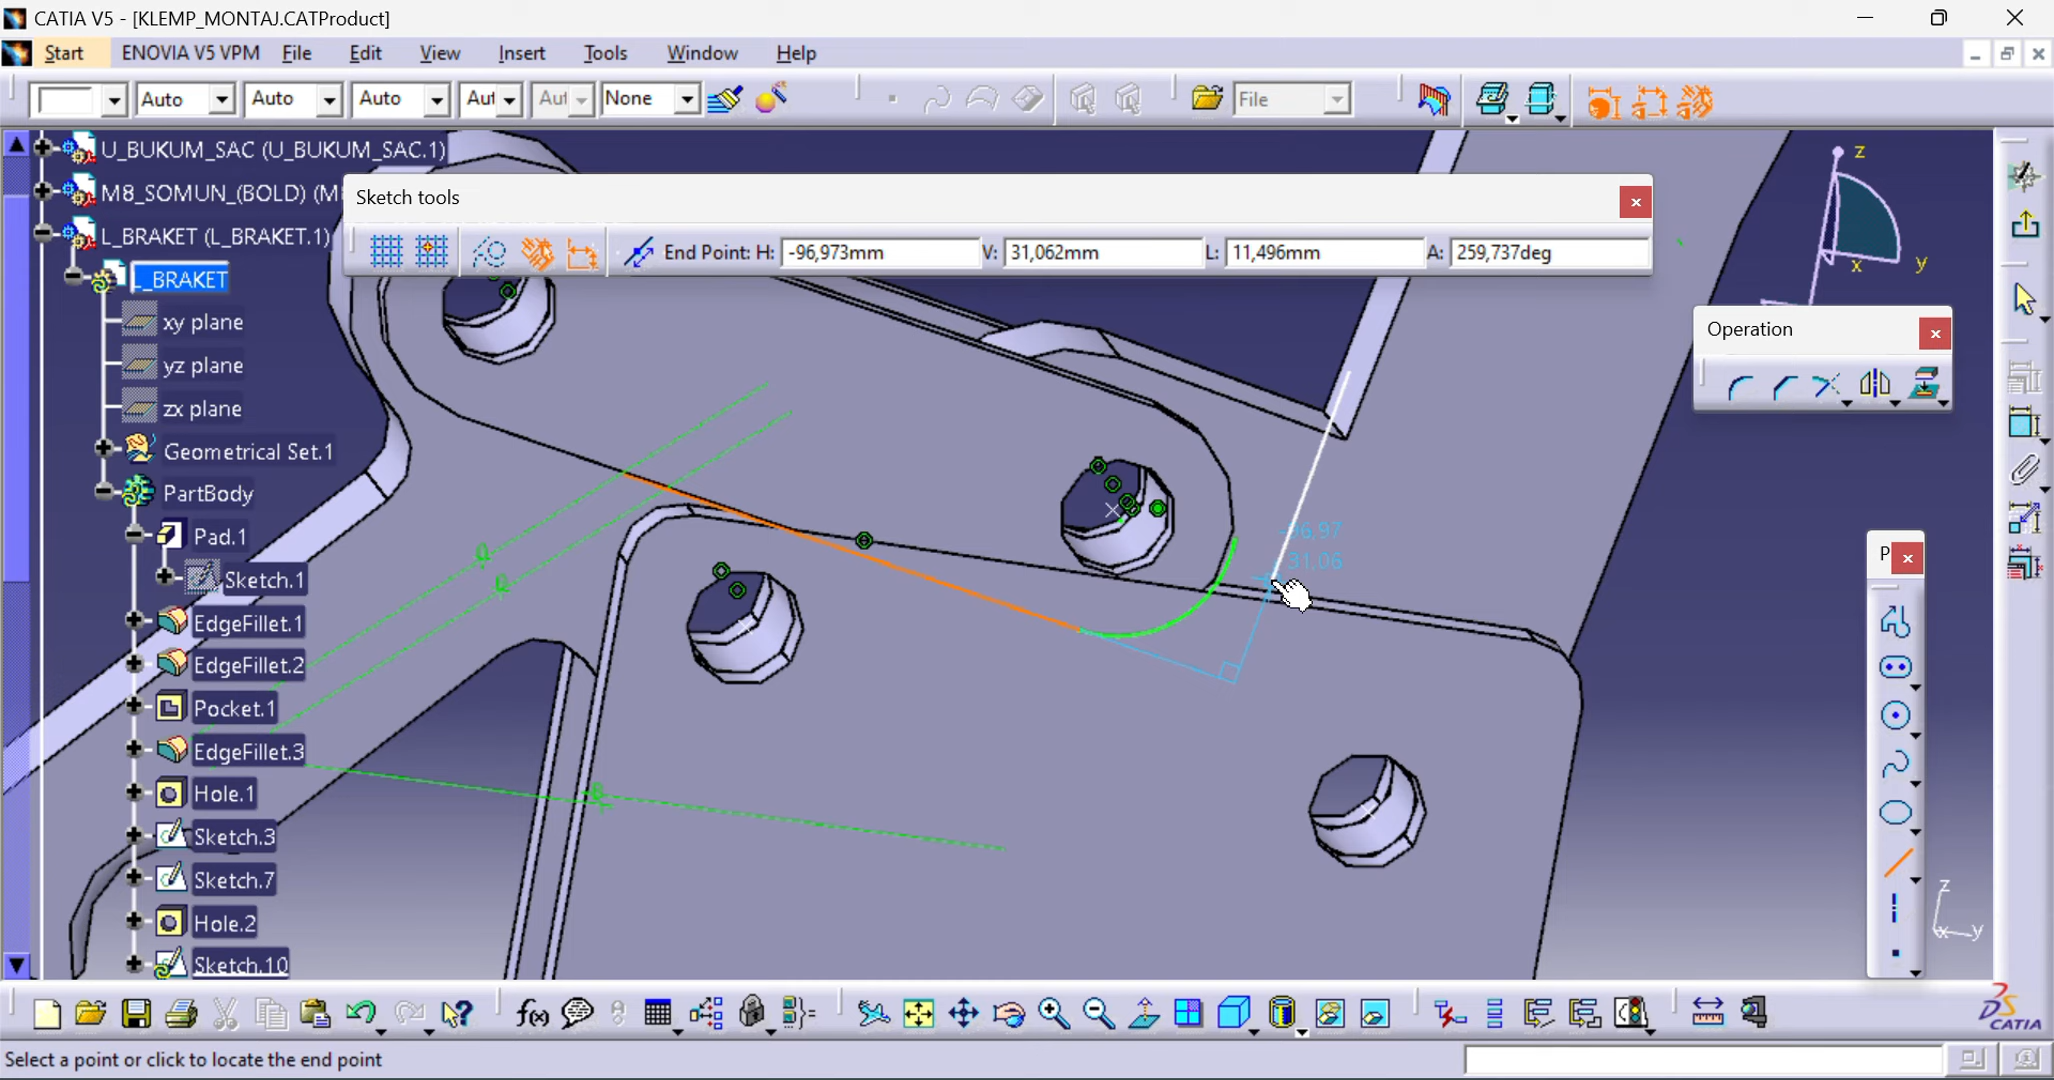 CATIA V5 - [KLEMP_MONTAJ.CATProduct]
Start ENOVIA V5 VPM File Edit View Insert Tools Window Help
Auto Auto Auto Aut Aut None File
U_BUKUM_SAC (U_BUKUM_SAC.1)
M8_SOMUN_(BOLD) (M
L_BRAKET (L_BRAKET.1)
L_BRAKET
xy plane
yz plane
zx plane
Geometrical Set.1
PartBody
Pad.1
Sketch.1
EdgeFillet.1
EdgeFillet.2
Pocket.1
EdgeFillet.3
Hole.1
Sketch.3
Sketch.7
Hole.2
Sketch.10
Sketch tools
End Point: H: -96,973mm V: 31,062mm L: 11,496mm A: 259,737deg
Operation
P
z
x
y
-96,97
31,06
z
x y
f(x)
DS CATIA
Select a point or click to locate the end point